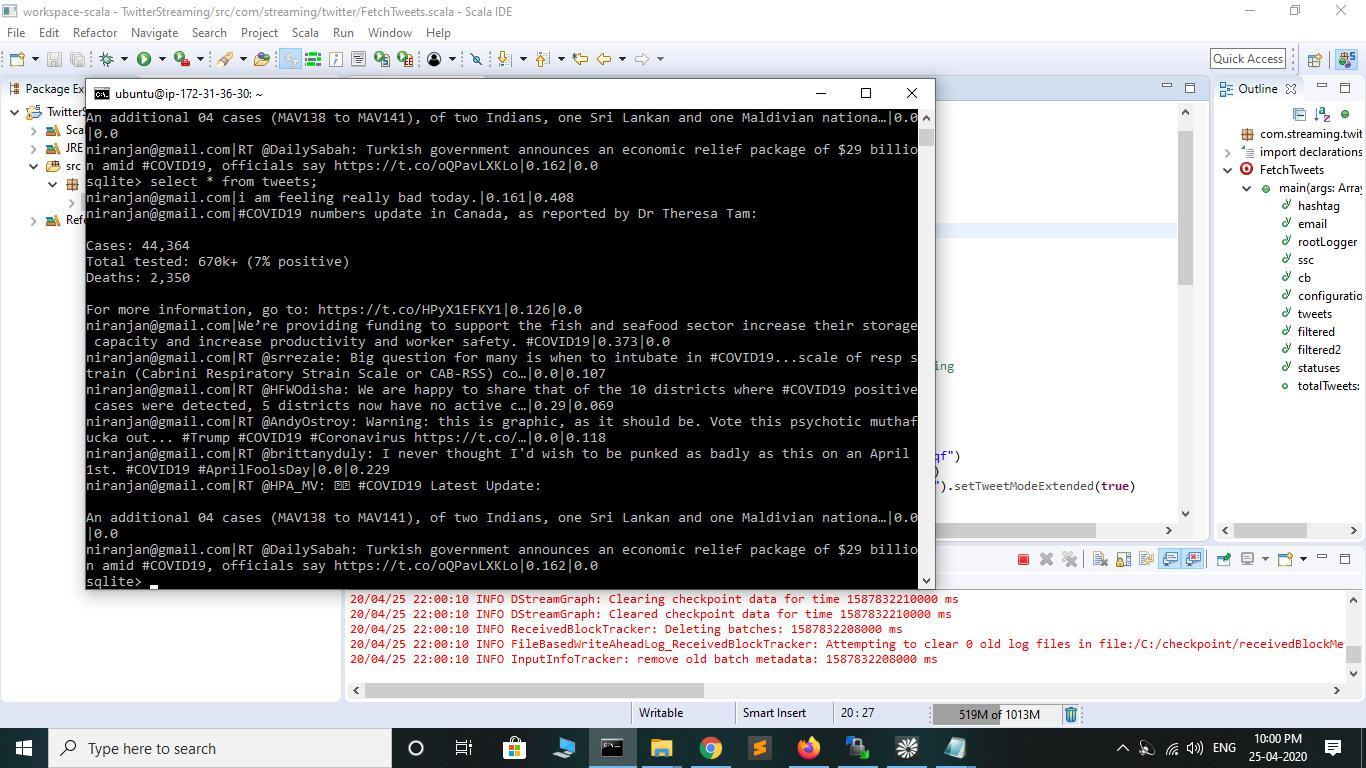 workspace-scala - TwitterStreaming/src/com/streaming/twitter/FetchTweets.scala - Scala IDE
File Edit Refactor Navigate Search Project Scala Run Window Help
Quick Access
Package Ex
Twitter
Sca
JRE
src
Refe
ubuntu@ip-172-31-36-30: ~
An additional 04 cases (MAV138 to MAV141), of two Indians, one Sri Lankan and one Maldivian nationa…|0.0
|0.0
niranjan@gmail.com|RT @DailySabah: Turkish government announces an economic relief package of $29 billio
n amid #COVID19, officials say https://t.co/oQPavLXKLo|0.162|0.0
sqlite> select * from tweets;
niranjan@gmail.com|i am feeling really bad today.|0.161|0.408
niranjan@gmail.com|#COVID19 numbers update in Canada, as reported by Dr Theresa Tam:
Cases: 44,364
Total tested: 670k+ (7% positive)
Deaths: 2,350
For more information, go to: https://t.co/HPyX1EFKY1|0.126|0.0
niranjan@gmail.com|We’re providing funding to support the fish and seafood sector increase their storage
capacity and increase productivity and worker safety. #COVID19|0.373|0.0
niranjan@gmail.com|RT @srrezaie: Big question for many is when to intubate in #COVID19...scale of resp s
train (Cabrini Respiratory Strain Scale or CAB-RSS) co…|0.0|0.107
niranjan@gmail.com|RT @HFWOdisha: We are happy to share that of the 10 districts where #COVID19 positive
cases were detected, 5 districts now have no active c…|0.29|0.069
niranjan@gmail.com|RT @AndyOstroy: Warning: this is graphic, as it should be. Vote this psychotic muthaf
ucka out... #Trump #COVID19 #Coronavirus https://t.co/…|0.0|0.118
niranjan@gmail.com|RT @brittanyduly: I never thought I'd wish to be punked as badly as this on an April
1st. #COVID19 #AprilFoolsDay|0.0|0.229
niranjan@gmail.com|RT @HPA_MV: #COVID19 Latest Update:
An additional 04 cases (MAV138 to MAV141), of two Indians, one Sri Lankan and one Maldivian nationa…|0.0
|0.0
niranjan@gmail.com|RT @DailySabah: Turkish government announces an economic relief package of $29 billio
n amid #COVID19, officials say https://t.co/oQPavLXKLo|0.162|0.0
sqlite>
ing
qf")
)
").setTweetModeExtended(true)
Outline
com.streaming.twit
import declarations
FetchTweets
main(args: Array
hashtag
email
rootLogger
ssc
cb
configuratio
tweets
filtered
filtered2
statuses
totalTweets:
20/04/25 22:00:10 INFO DStreamGraph: Clearing checkpoint data for time 1587832210000 ms
20/04/25 22:00:10 INFO DStreamGraph: Cleared checkpoint data for time 1587832210000 ms
20/04/25 22:00:10 INFO ReceivedBlockTracker: Deleting batches: 1587832208000 ms
20/04/25 22:00:10 INFO FileBasedWriteAheadLog_ReceivedBlockTracker: Attempting to clear 0 old log files in file:/C:/checkpoint/receivedBlockMe
20/04/25 22:00:10 INFO InputInfoTracker: remove old batch metadata: 1587832208000 ms
Writable Smart Insert 20 : 27 519M of 1013M
Type here to search
ENG
10:00 PM
25-04-2020